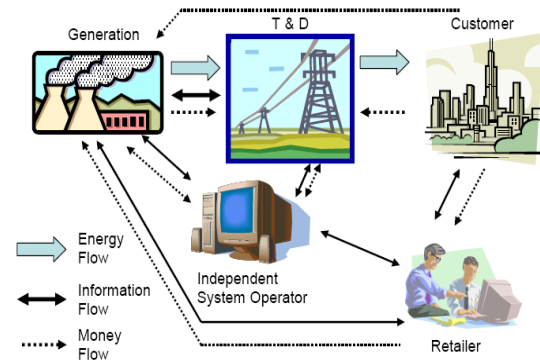 T & D
Customer
Generation
Energy
Flow
Independent
System Operator
Information
Flow
Money
Flow
Retailer